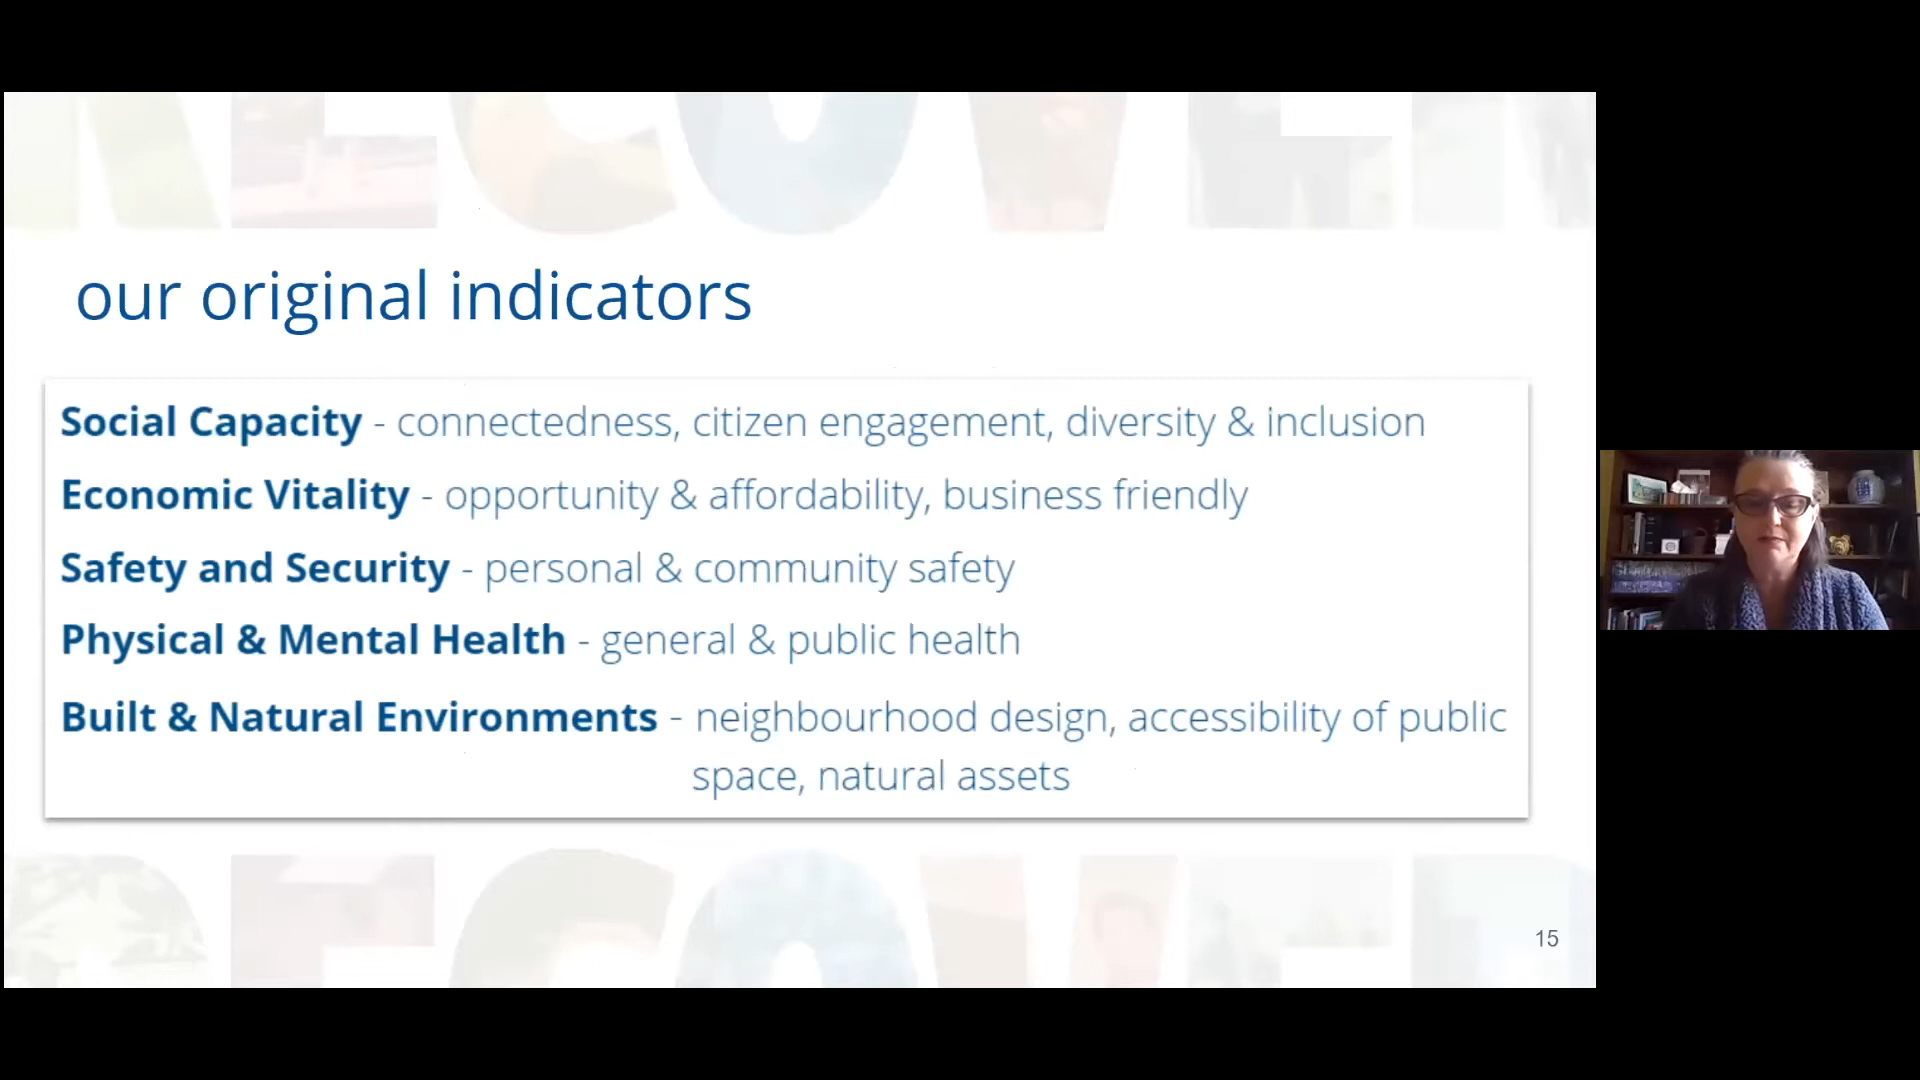 RECOVER
our original indicators
Social Capacity - connectedness, citizen engagement, diversity & inclusion
Economic Vitality - opportunity & affordability, business friendly
Safety and Security - personal & community safety
Physical & Mental Health - general & public health
Built & Natural Environments - neighbourhood design, accessibility of public
space, natural assets
RECOVER
15